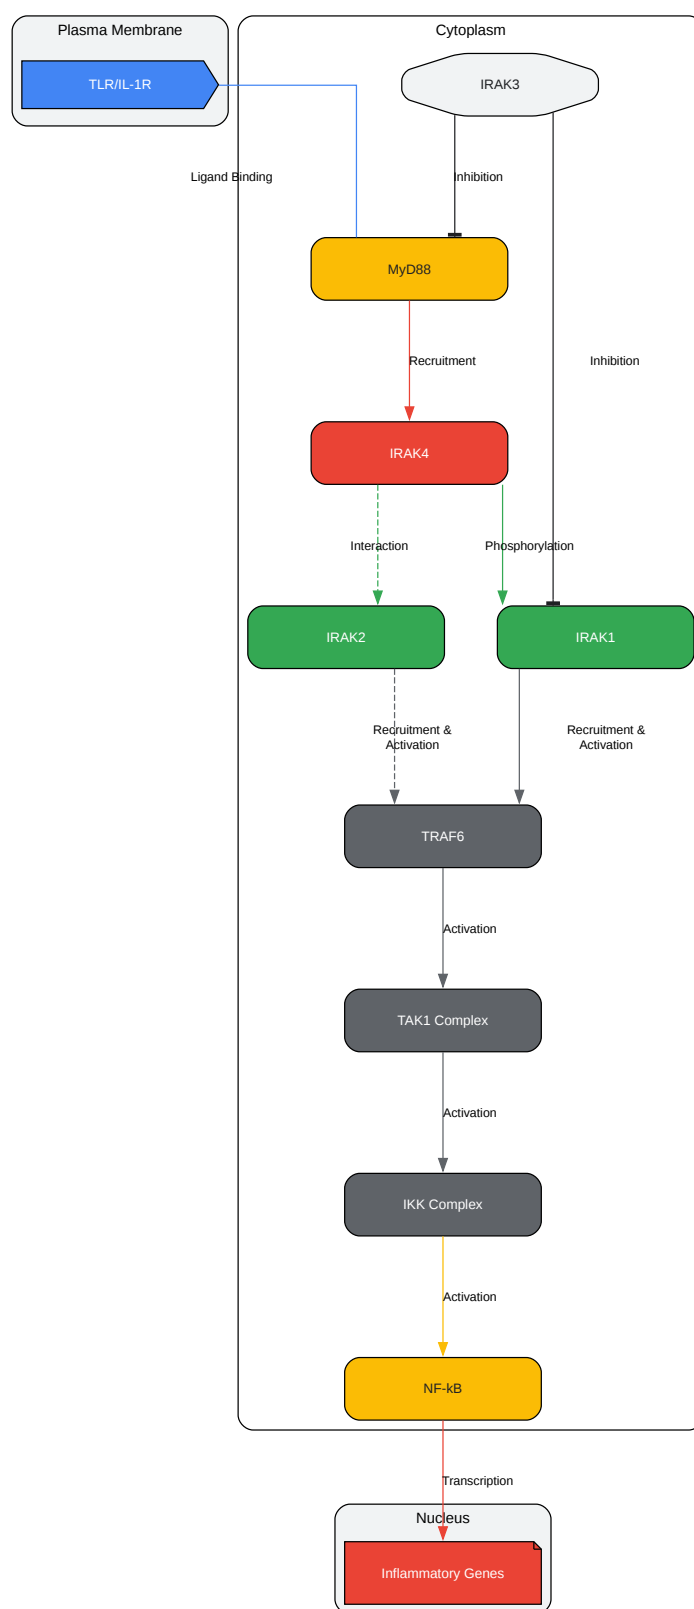 Plasma Membrane
Cytoplasm
TLR/IL-1R
IRAK3
Ligand Binding
Inhibition
MyD88
Recruitment
Inhibition
IRAK4
Interaction
Phosphorylation
IRAK2
IRAK1
Recruitment &
Activation
Recruitment &
Activation
TRAF6
Activation
TAK1 Complex
Activation
IKK Complex
Activation
NF-kB
Transcription
Nucleus
Inflammatory Genes